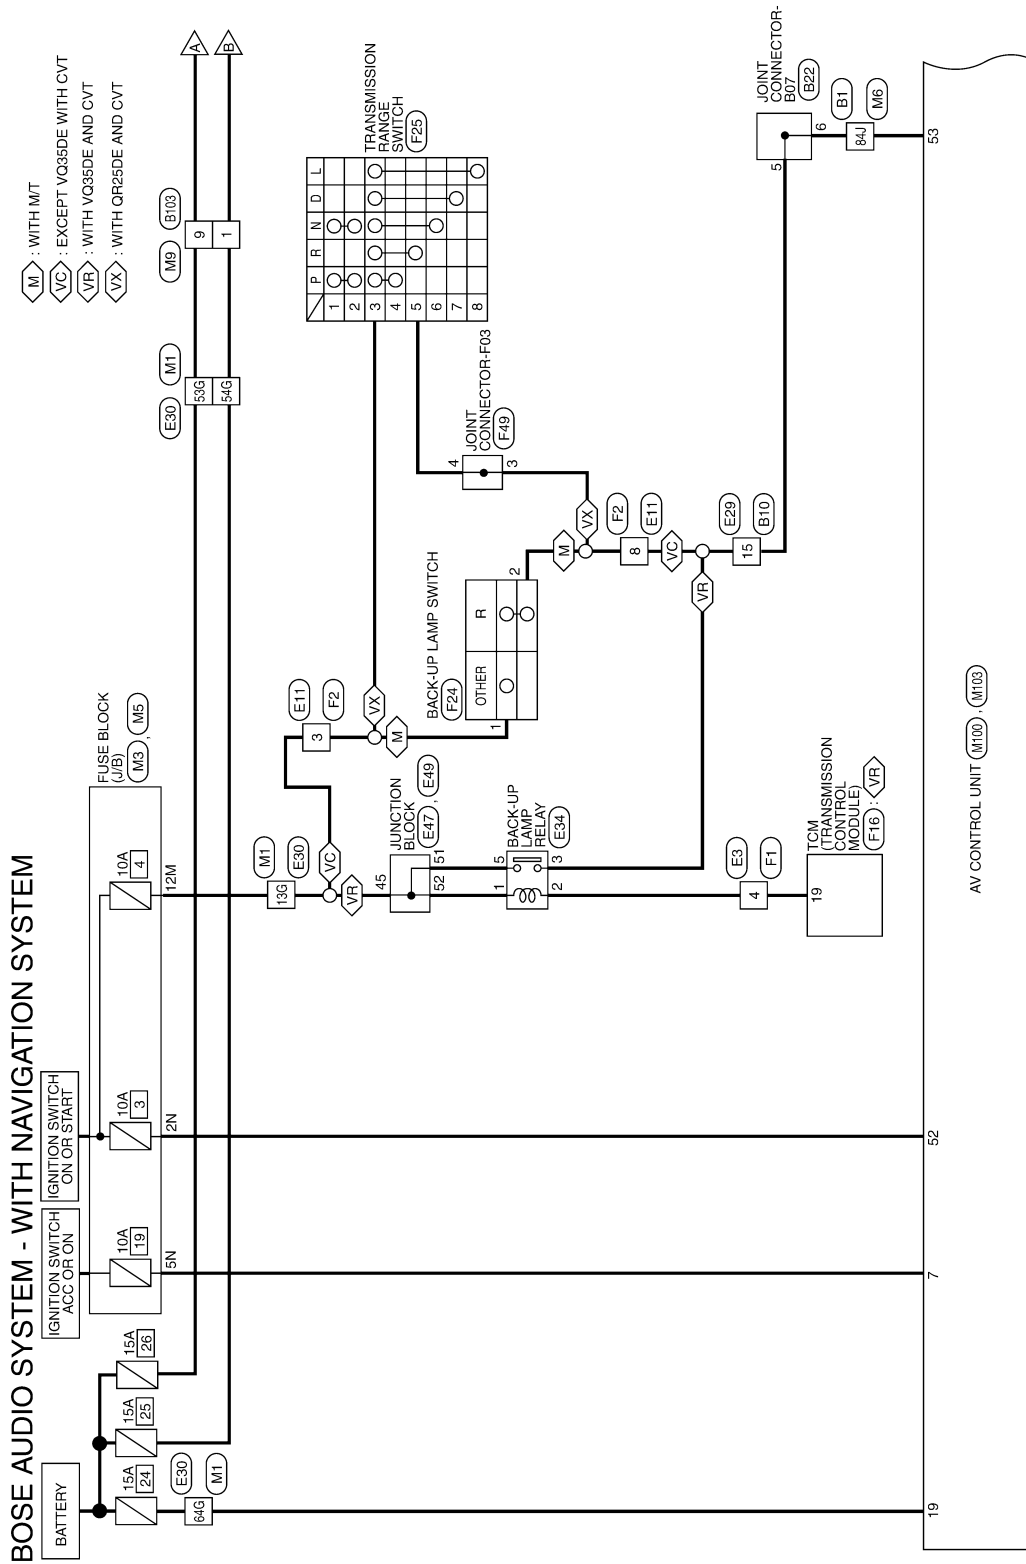 BOSE AUDIO SYSTEM - WITH NAVIGATION SYSTEM
BATTERY
IGNITION SWITCH
ACC OR ON
IGNITION SWITCH
ON OR START
15A
24
15A
25
15A
26
10A
19
10A
3
10A
4
FUSE BLOCK
(J/B)
M3 , M5
5N
2N
12M
E30
M1
64G
E30
M1
53G
54G
M9
B103
9
1
A
B
M : WITH M/T
VC : EXCEPT VQ35DE WITH CVT
VR : WITH VQ35DE AND CVT
VX : WITH QR25DE AND CVT
M1
E30
13G
VC
VR
E11
F2
3
VX
M
45
JUNCTION
BLOCK
E47 , E49
52
51
1
5
BACK-UP
LAMP
RELAY
E34
2
3
BACK-UP LAMP SWITCH
F24
OTHER
R
1
2
P
R
N
D
L
1
2
3
4
5
6
7
8
TRANSMISSION
RANGE
SWITCH
F25
JOINT
CONNECTOR-F03
F49
4
3
M
VX
F2
E11
8
VC
VR
E29
B10
15
E3
F1
4
19
TCM
(TRANSMISSION
CONTROL
MODULE)
F16 : VR
JOINT
CONNECTOR-
B07
B22
5
6
B1
M6
84J
19
7
52
53
AV CONTROL UNIT M100 , M103